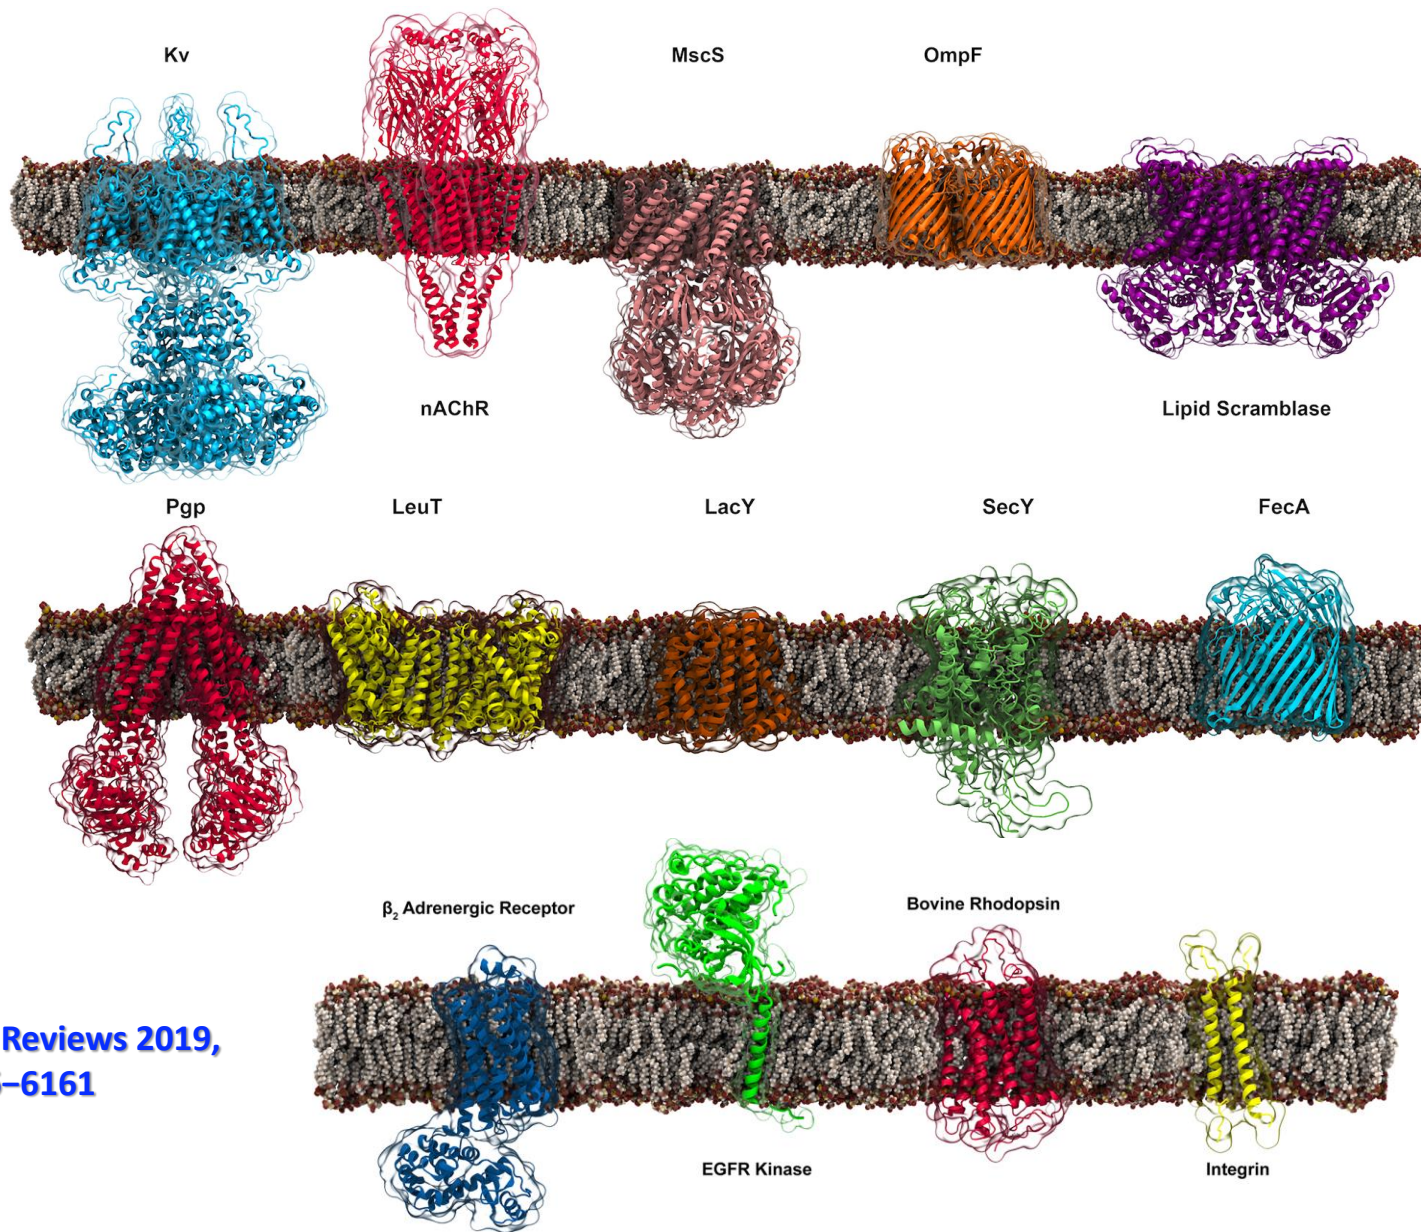 Kv
MscS
OmpF
nAChR
Lipid Scramblase
Pgp
LeuT
LacY
SecY
FecA
β₂ Adrenergic Receptor
Bovine Rhodopsin
Reviews 2019,
–6161
EGFR Kinase
Integrin